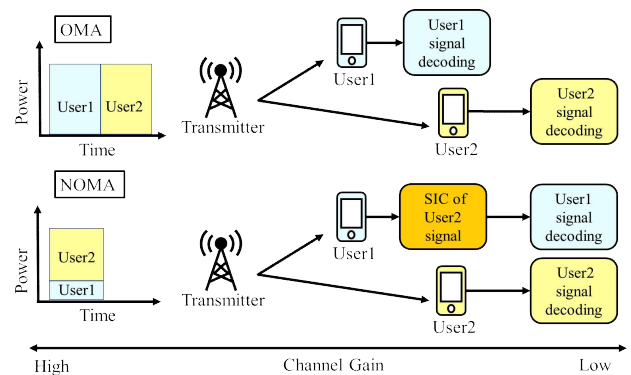 OMA
Power
User1 User2
Time
Transmitter
User1
User1
signal
decoding
User2
User2
signal
decoding
NOMA
Power
User2
User1
Time
Transmitter
User1
SIC of
User2
signal
User1
signal
decoding
User2
User2
signal
decoding
High
Channel Gain
Low